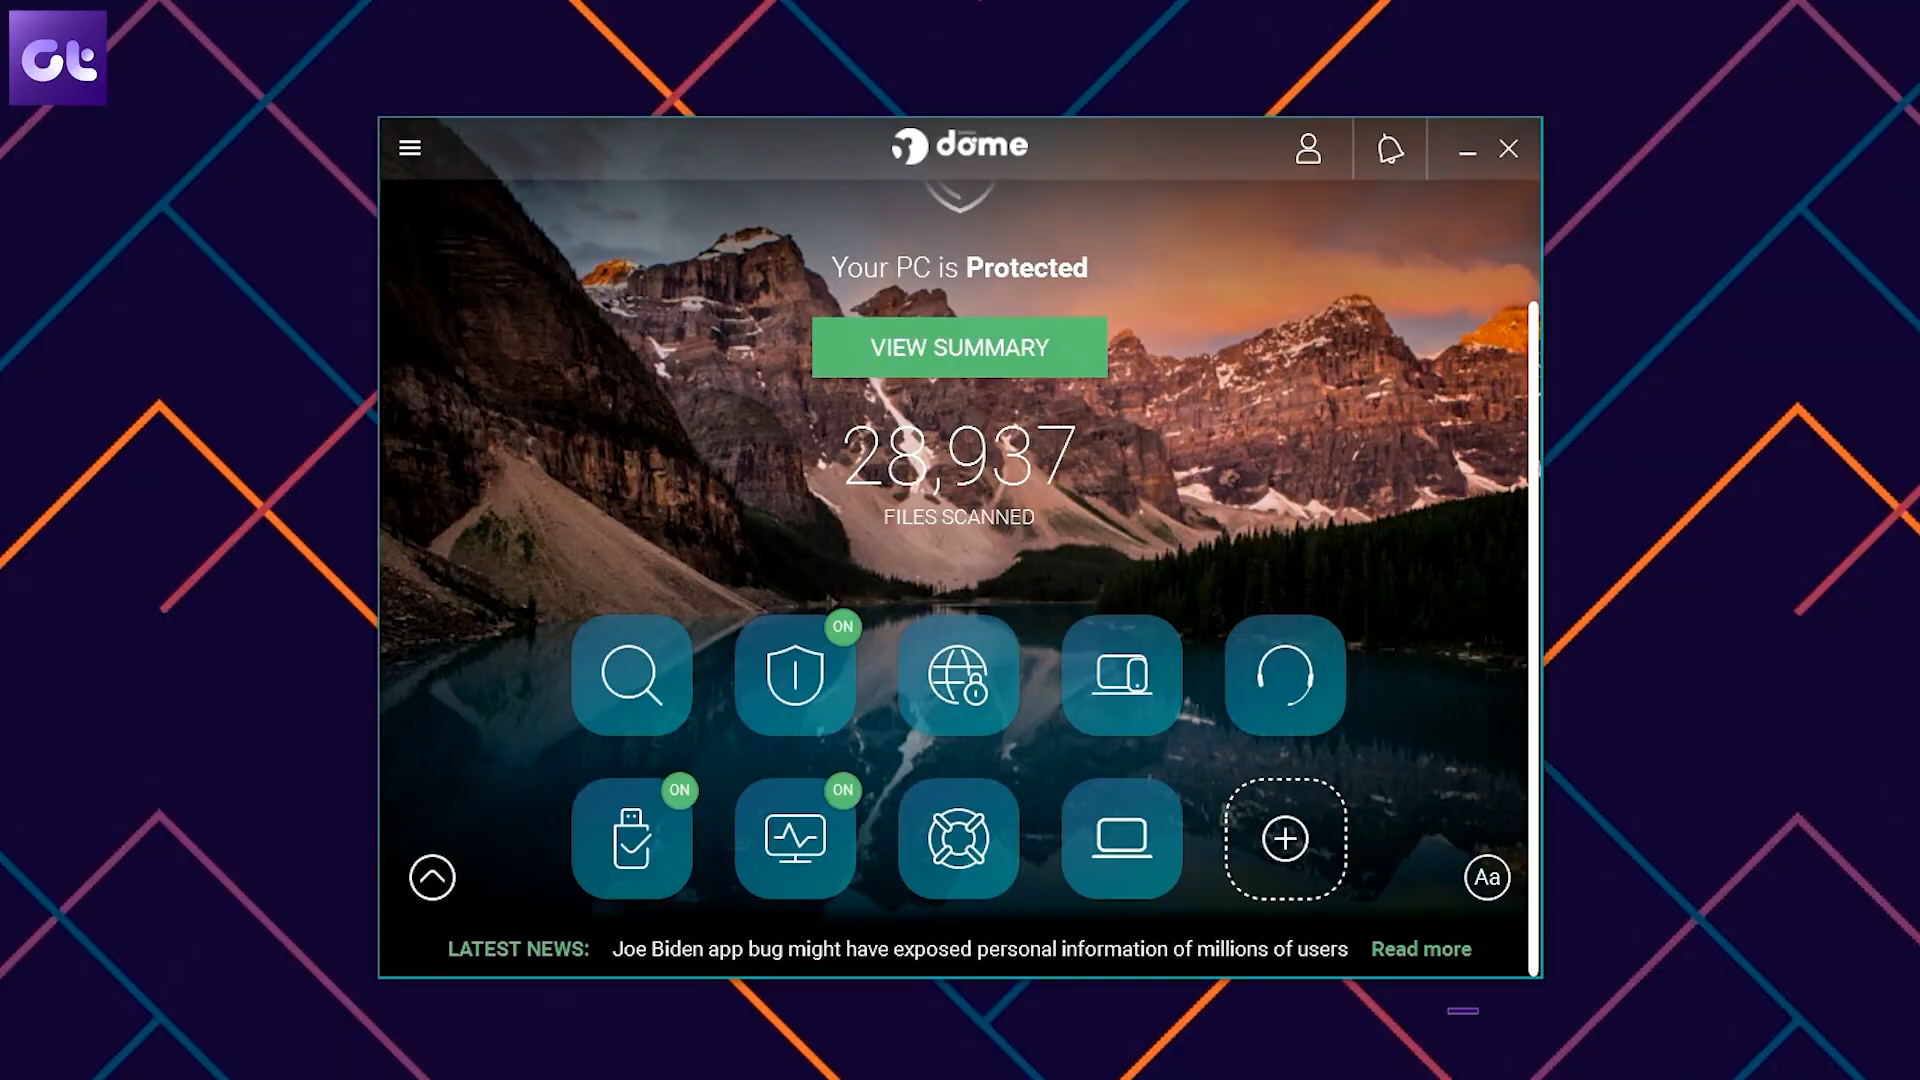 Gt
dome
Your PC is Protected
VIEW SUMMARY
28,937
FILES SCANNED
ON
ON
ON
Aa
LATEST NEWS: Joe Biden app bug might have exposed personal information of millions of users Read more